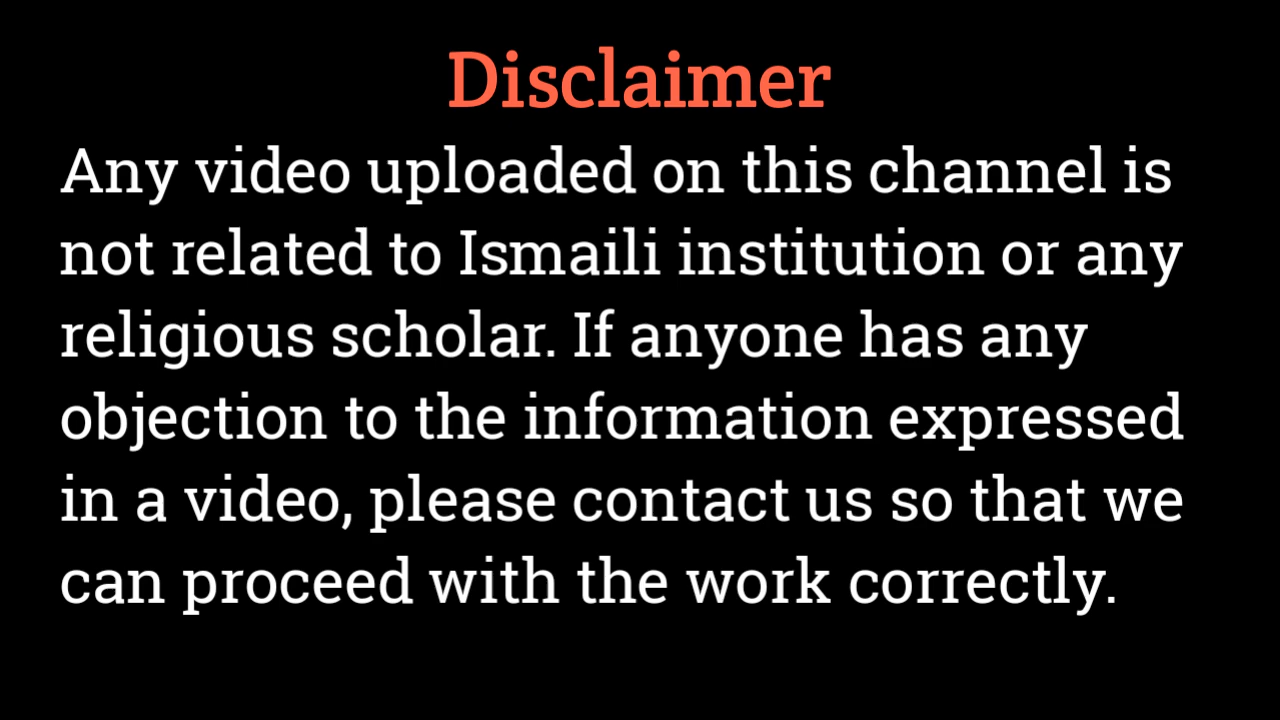 Disclaimer
Any video uploaded on this channel is
not related to Ismaili institution or any
religious scholar. If anyone has any
objection to the information expressed
in a video, please contact us so that we
can proceed with the work correctly.